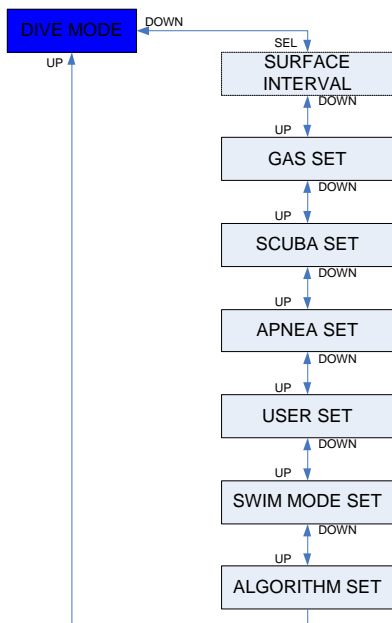 DIVE MODE
DOWN
UP
SEL
SURFACE
INTERVAL
DOWN
UP
GAS SET
DOWN
UP
SCUBA SET
DOWN
UP
APNEA SET
DOWN
UP
USER SET
DOWN
UP
SWIM MODE SET
DOWN
UP
ALGORITHM SET